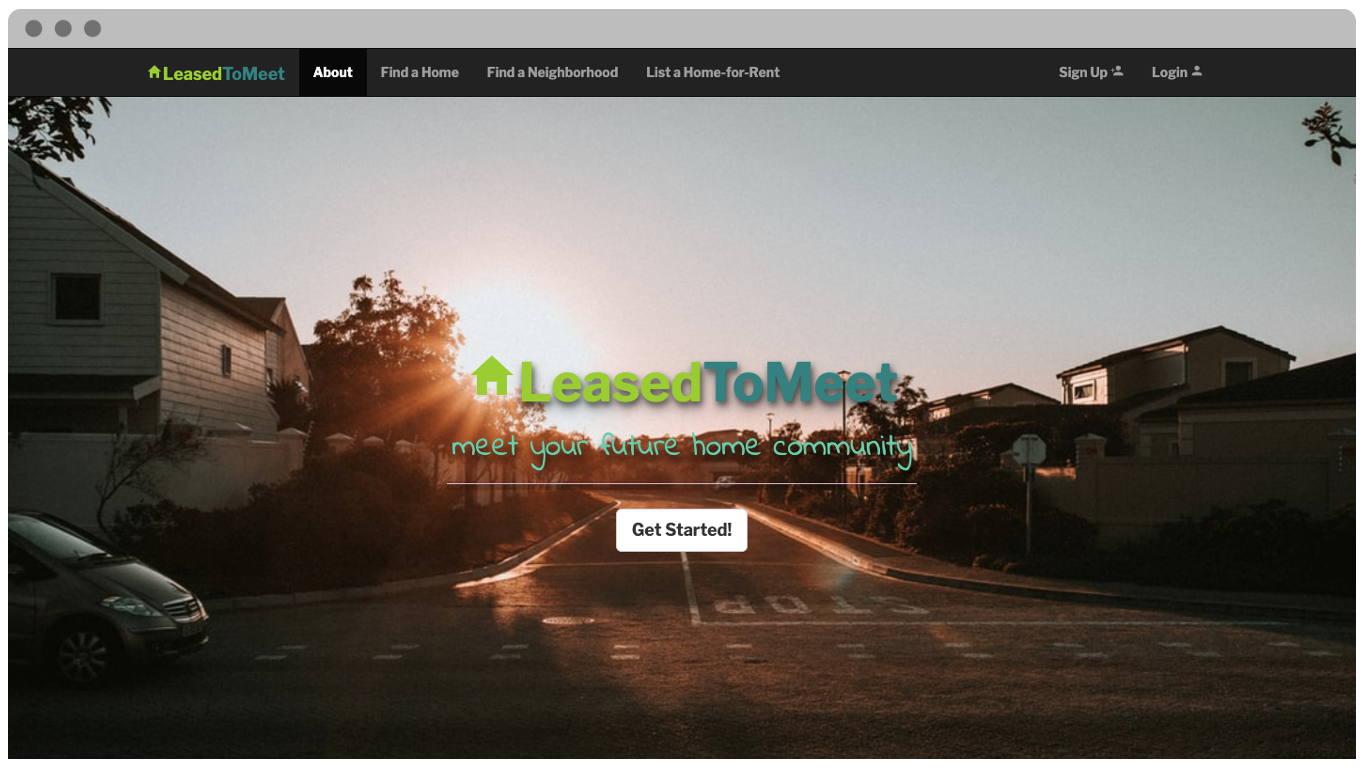 LeasedToMeet About Find a Home Find a Neighborhood List a Home-for-Rent Sign Up Login
LeasedToMeet
meet your future home community
Get Started!
STOP